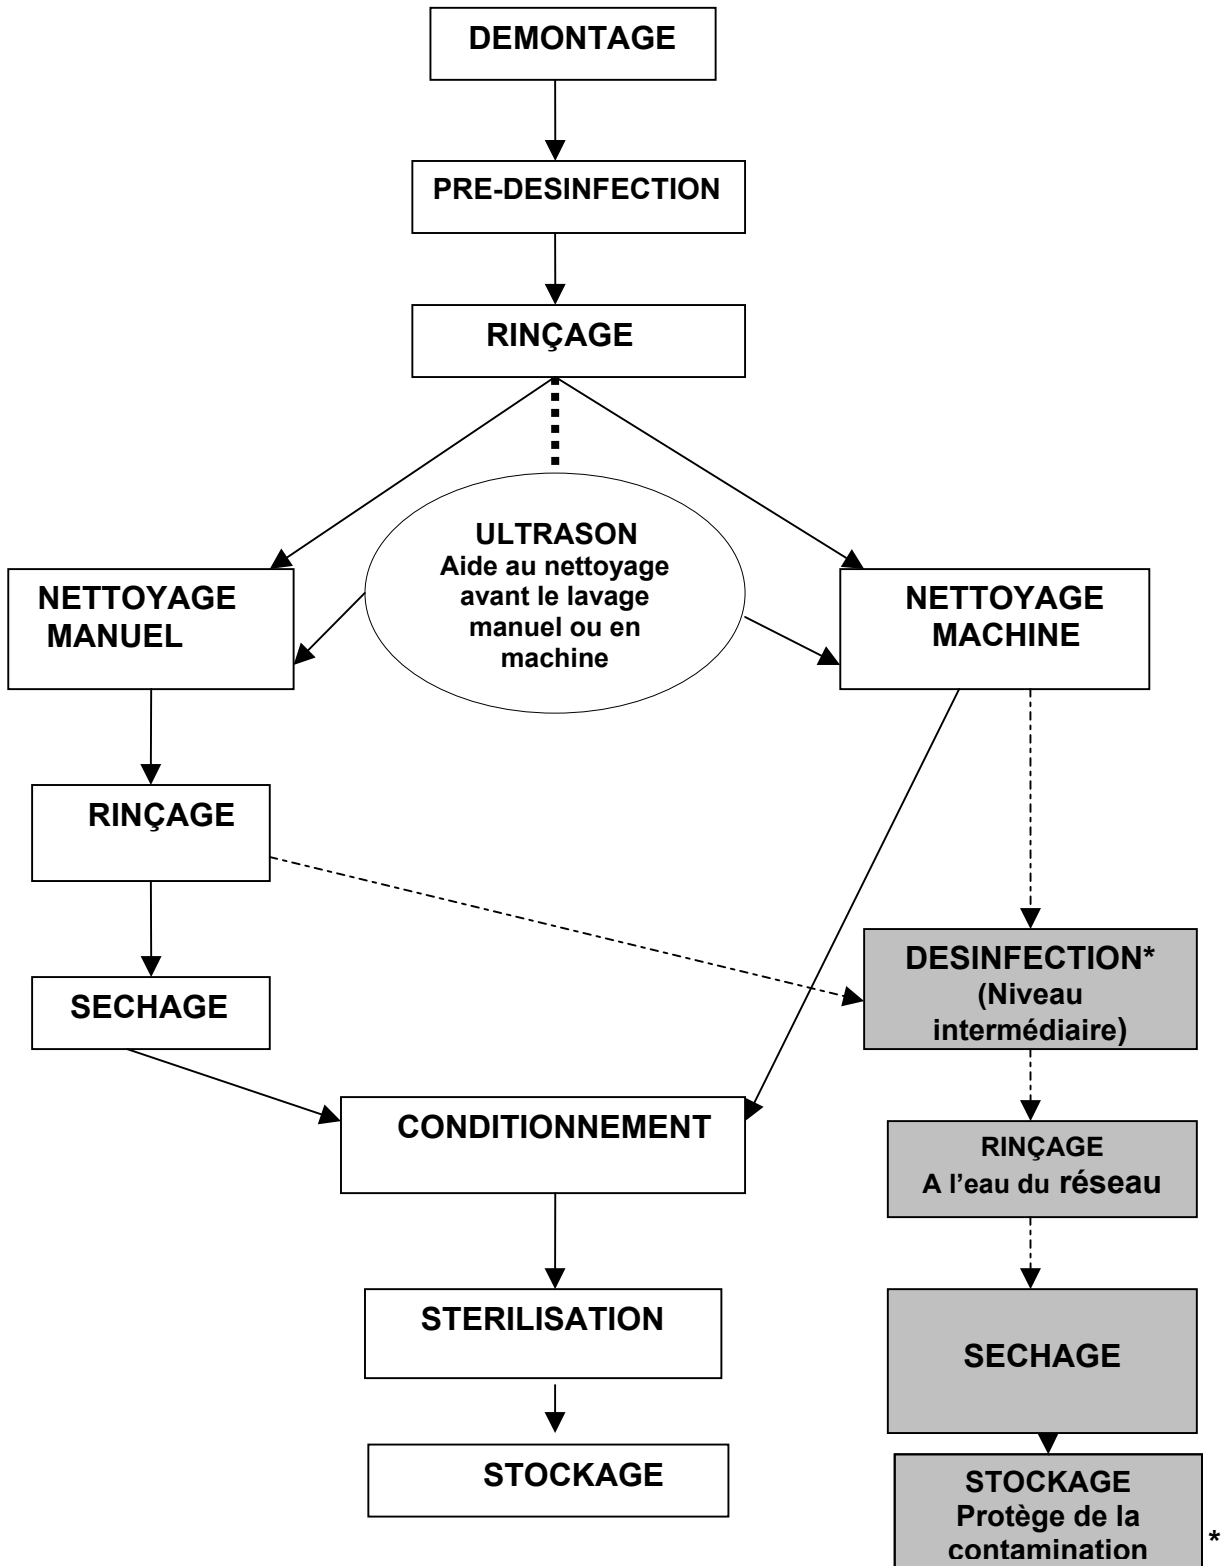 DEMONTAGE
PRE-DESINFECTION
RINÇAGE
ULTRASON
Aide au nettoyage
avant le lavage
manuel ou en
machine
NETTOYAGE
MANUEL
NETTOYAGE
MACHINE
RINÇAGE
SECHAGE
DESINFECTION*
(Niveau
intermédiaire)
CONDITIONNEMENT
RINÇAGE
A l'eau du réseau
STERILISATION
SECHAGE
STOCKAGE
STOCKAGE
Protège de la
contamination
*